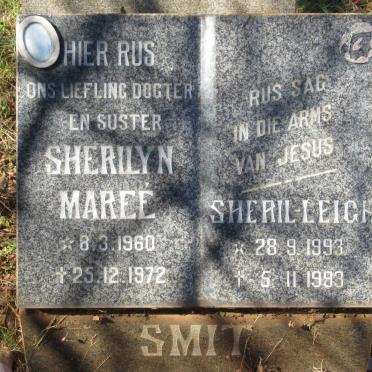 HIER RUS
ONS LIEFLING DOGTER
EN SUSTER
SHERILYN
MAREÉ
☆ 8.3.1960
✝ 25.12.1972
RUS SAG
IN DIE ARMS
VAN JESUS
SHERIL-LEIGH
☆ 28.9.1993
✝ 5.11.1993
SMIT